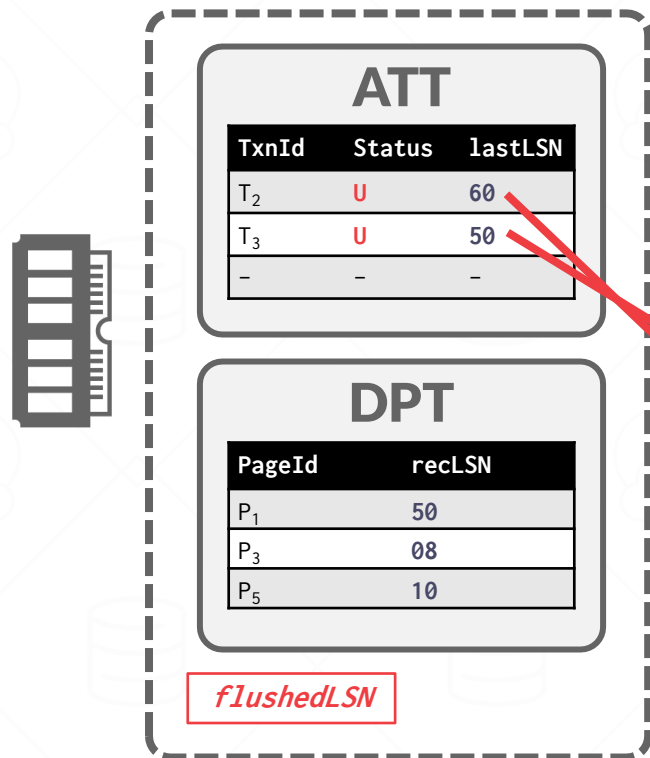 ATT
TxnId Status lastLSN
T₂ U 60
T₃ U 50
– – –
DPT
PageId recLSN
P₁ 50
P₃ 08
P₅ 10
flushedLSN